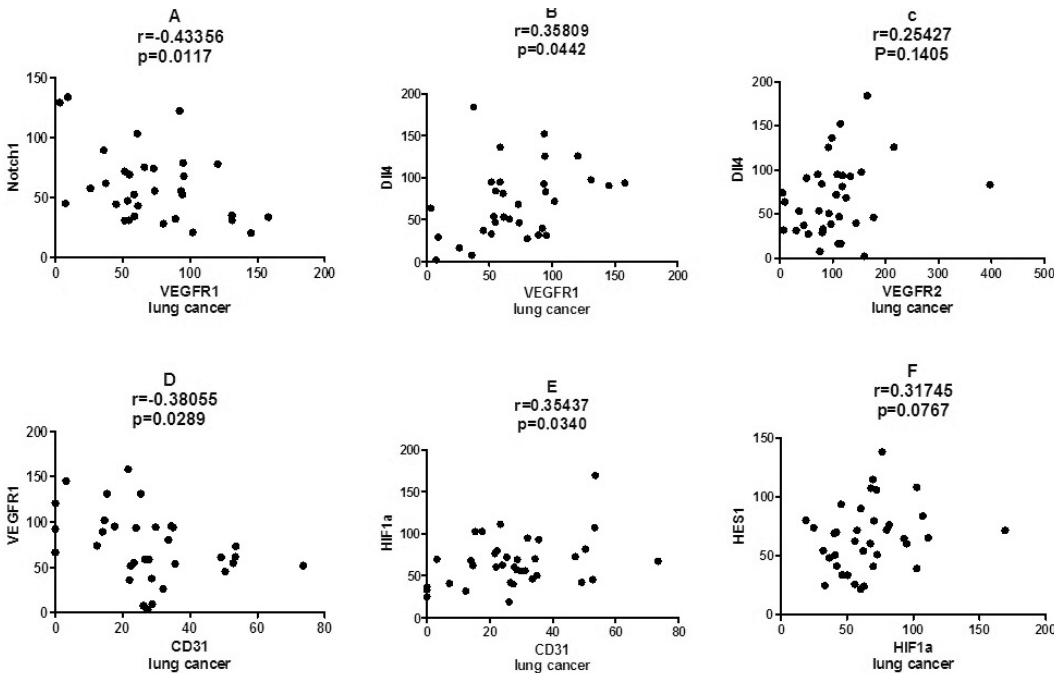 A
r=-0.43356
p=0.0117
150
100
50
0
Notch1
0 50 100 150 200
VEGFR1
lung cancer
B
r=0.35809
p=0.0442
200
150
100
50
0
Dll4
0 50 100 150 200
VEGFR1
lung cancer
c
r=0.25427
P=0.1405
200
150
100
50
0
Dll4
0 100 200 300 400 500
VEGFR2
lung cancer
D
r=-0.38055
p=0.0289
200
150
100
50
0
VEGFR1
0 20 40 60 80
CD31
lung cancer
E
r=0.35437
p=0.0340
200
150
100
50
0
HIF1a
0 20 40 60 80
CD31
lung cancer
F
r=0.31745
p=0.0767
150
100
50
0
HES1
0 50 100 150 200
HIF1a
lung cancer